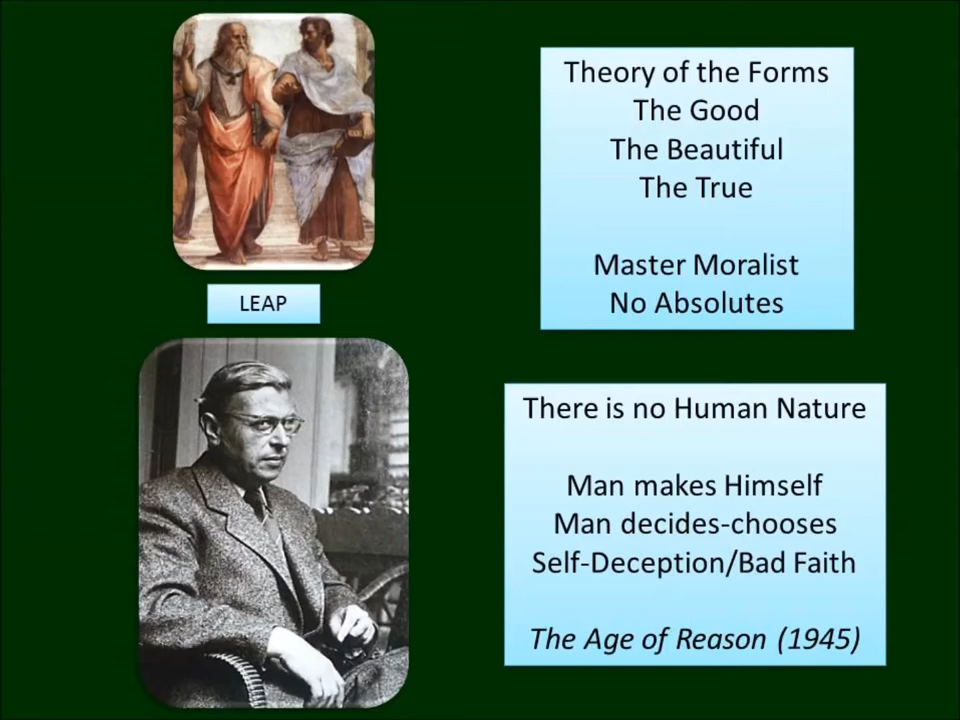 Theory of the Forms
The Good
The Beautiful
The True
Master Moralist
No Absolutes
LEAP
There is no Human Nature
Man makes Himself
Man decides-chooses
Self-Deception/Bad Faith
The Age of Reason (1945)